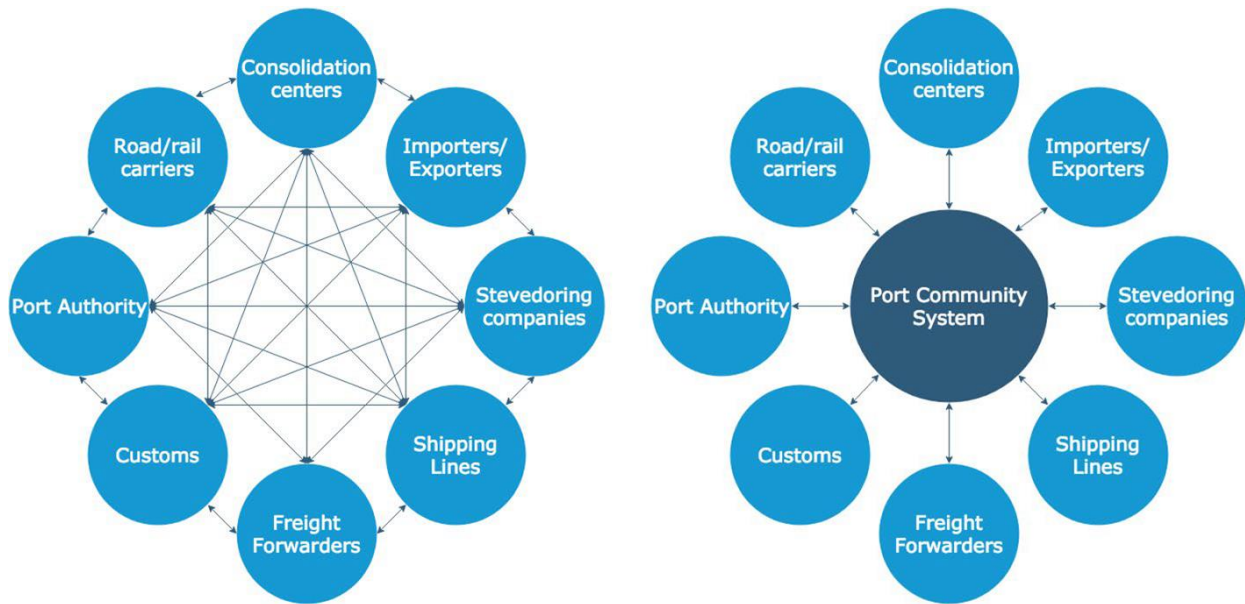 Consolidation
centers
Importers/
Exporters
Stevedoring
companies
Shipping
Lines
Freight
Forwarders
Customs
Port Authority
Road/rail
carriers
Consolidation
centers
Importers/
Exporters
Stevedoring
companies
Shipping
Lines
Freight
Forwarders
Customs
Port Authority
Road/rail
carriers
Port Community
System